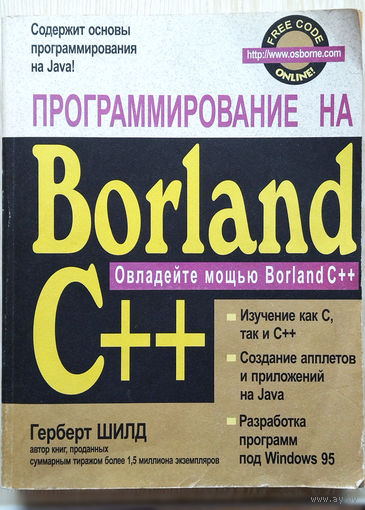 Содержит основы
программирования
на Java!
FREE CODE
http://www.osborne.com
ONLINE!
ПРОГРАММИРОВАНИЕ НА
Borland
Овладейте мощью Borland C++
C++
Изучение как C,
так и C++
Создание апплетов
и приложений
на Java
Разработка
программ
под Windows 95
Герберт ШИЛД
автор книг, проданных
суммарным тиражом более 1,5 миллиона экземпляров
ay.by